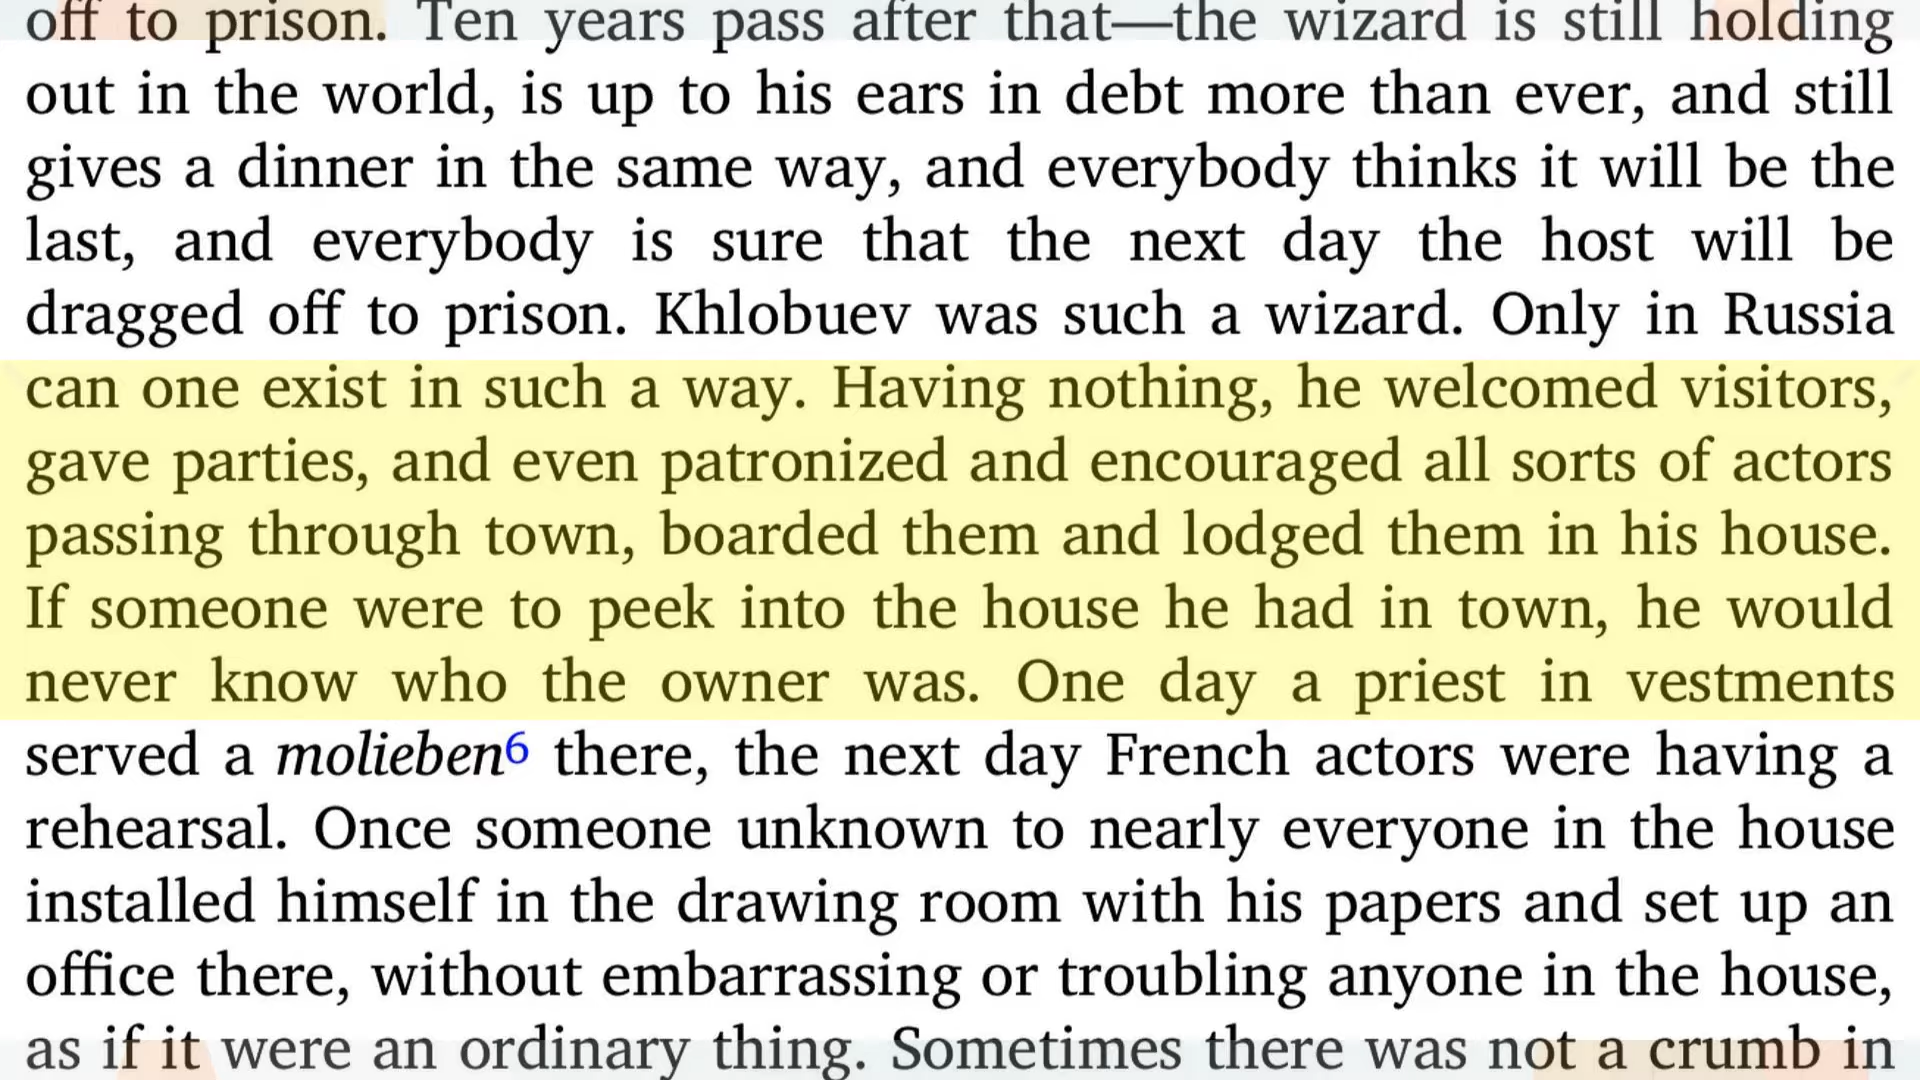 off to prison. Ten years pass after that—the wizard is still holding
out in the world, is up to his ears in debt more than ever, and still
gives a dinner in the same way, and everybody thinks it will be the
last, and everybody is sure that the next day the host will be
dragged off to prison. Khlobuev was such a wizard. Only in Russia
can one exist in such a way. Having nothing, he welcomed visitors,
gave parties, and even patronized and encouraged all sorts of actors
passing through town, boarded them and lodged them in his house.
If someone were to peek into the house he had in town, he would
never know who the owner was. One day a priest in vestments
served a molieben6 there, the next day French actors were having a
rehearsal. Once someone unknown to nearly everyone in the house
installed himself in the drawing room with his papers and set up an
office there, without embarrassing or troubling anyone in the house,
as if it were an ordinary thing. Sometimes there was not a crumb in